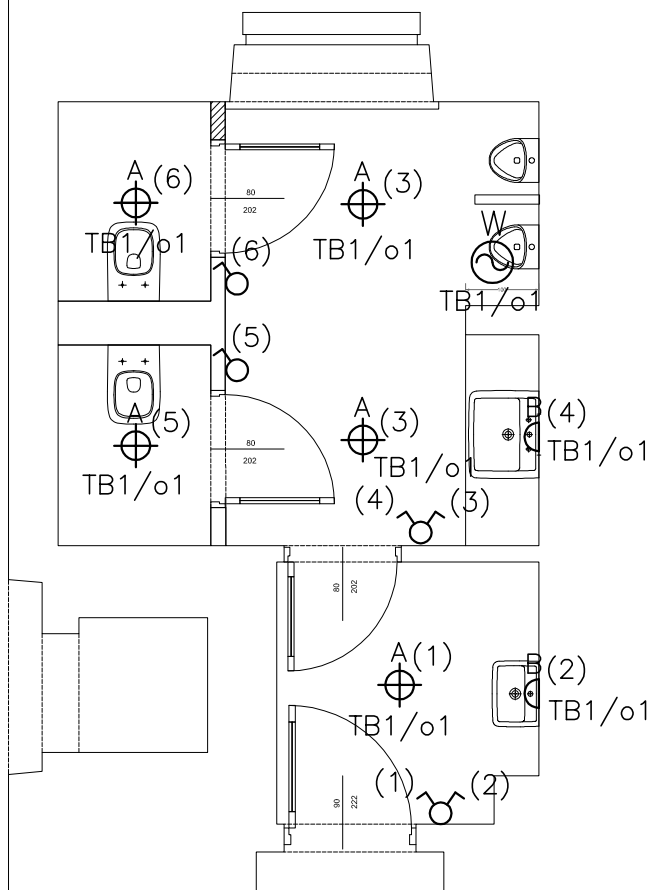 A (6)
TB1/o1
80
202
A (3)
TB1/o1
W
TB1/o1
(6)
(5)
A (5)
TB1/o1
80
202
A (3)
TB1/o1
B (4)
TB1/o1
(4) (3)
80
202
A (1)
TB1/o1
B (2)
TB1/o1
(1) (2)
90
222